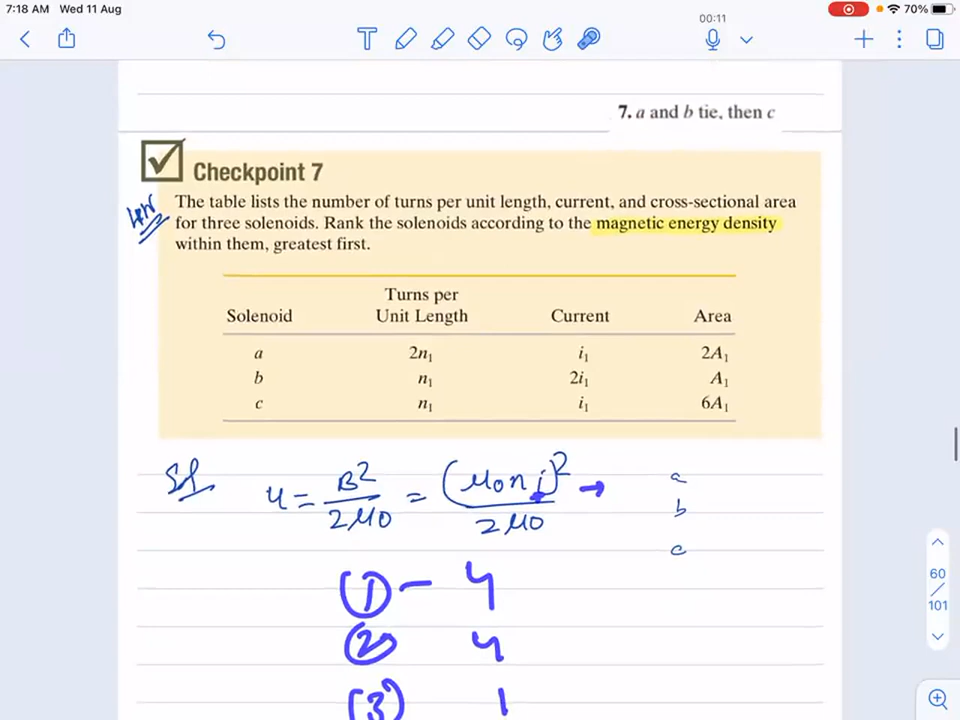 7:18 AM Wed 11 Aug
70%
00:11
T
7. a and b tie, then c
Checkpoint 7
HW
The table lists the number of turns per unit length, current, and cross-sectional area
for three solenoids. Rank the solenoids according to the magnetic energy density
within them, greatest first.
Turns per
Solenoid Unit Length Current Area
a 2n₁ i₁ 2A₁
b n₁ 2i₁ A₁
c n₁ i₁ 6A₁
Sol u = B²/2μ0 = (μ0ni)²/2μ0 →
a
b
c
① – 4
② 4
③ 1
60
/
101